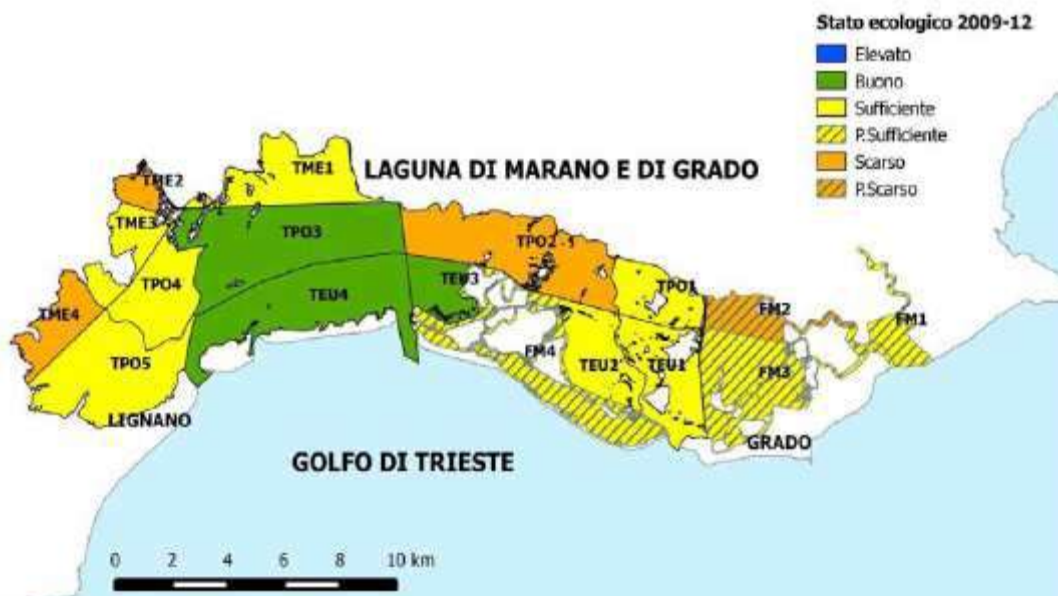 Stato ecologico 2009-12
Elevato
Buono
Sufficiente
P.Sufficiente
Scarso
P.Scarso
LAGUNA DI MARANO E DI GRADO
TME1
TME2
TME3
TPO3
TPO2
TPO4
TEU3
TPO1
TEU4
TME4
FM2
FM1
FM4
TPO5
TEU2
TEU1
FM3
LIGNANO
GRADO
GOLFO DI TRIESTE
0 2 4 6 8 10 km